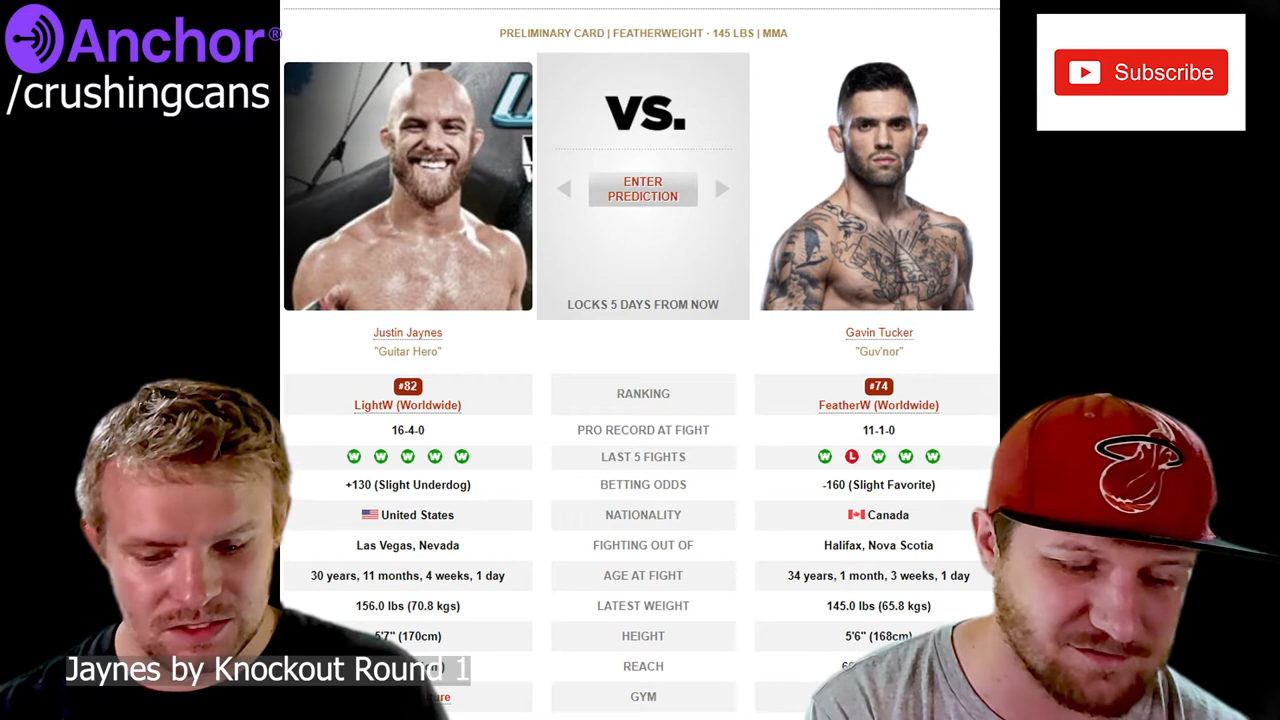 Anchor®
/crushingcans
Subscribe
PRELIMINARY CARD | FEATHERWEIGHT · 145 LBS | MMA
VS.
ENTER
PREDICTION
LOCKS 5 DAYS FROM NOW
Justin Jaynes
Gavin Tucker
"Guitar Hero"
"Guv'nor"
#82
LightW (Worldwide)
RANKING
#74
FeatherW (Worldwide)
16-4-0
PRO RECORD AT FIGHT
11-1-0
W W W W W
LAST 5 FIGHTS
W L W W W
+130 (Slight Underdog)
BETTING ODDS
-160 (Slight Favorite)
United States
NATIONALITY
Canada
Las Vegas, Nevada
FIGHTING OUT OF
Halifax, Nova Scotia
30 years, 11 months, 4 weeks, 1 day
AGE AT FIGHT
34 years, 1 month, 3 weeks, 1 day
156.0 lbs (70.8 kgs)
LATEST WEIGHT
145.0 lbs (65.8 kgs)
5'7" (170cm)
HEIGHT
5'6" (168cm)
REACH
GYM
Jaynes by Knockout Round 1